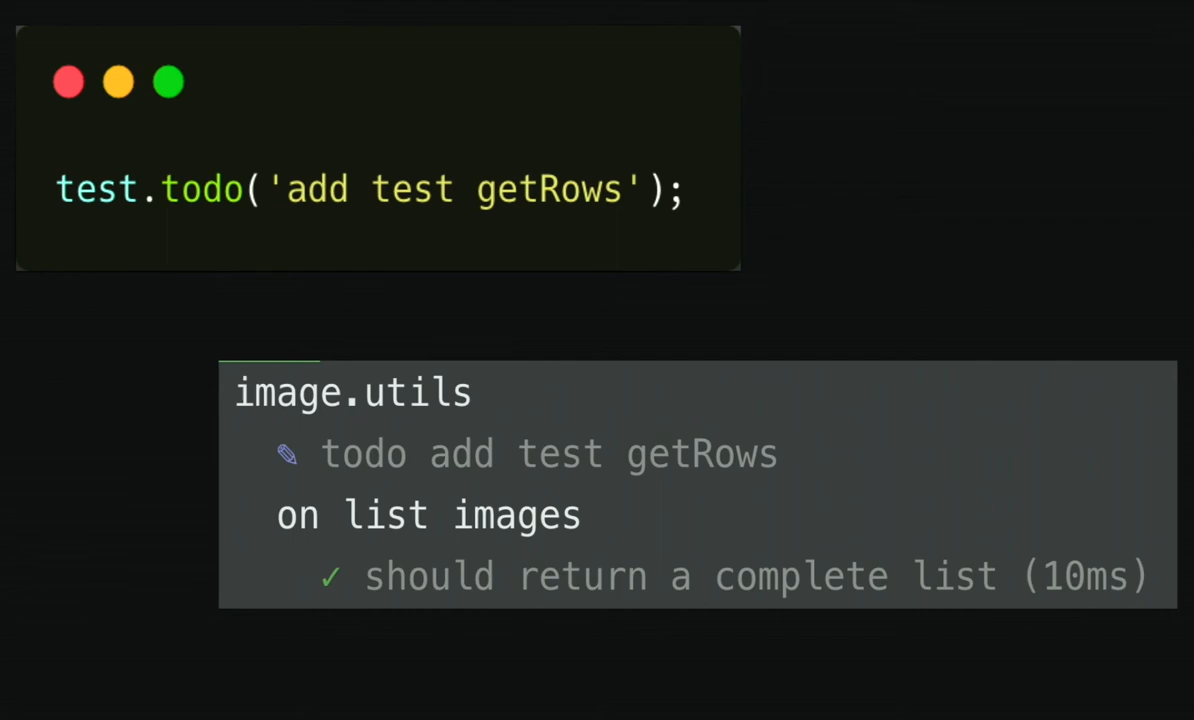 test.todo('add test getRows');
image.utils
✎ todo add test getRows
on list images
✓ should return a complete list (10ms)